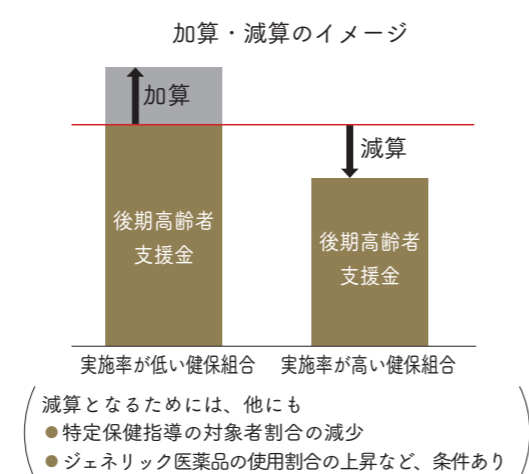 加算・減算のイメージ
加算
減算
後期高齢者
支援金
後期高齢者
支援金
実施率が低い健保組合 実施率が高い健保組合
減算となるためには、他にも
●特定保健指導の対象者割合の減少
●ジェネリック医薬品の使用割合の上昇など、条件あり